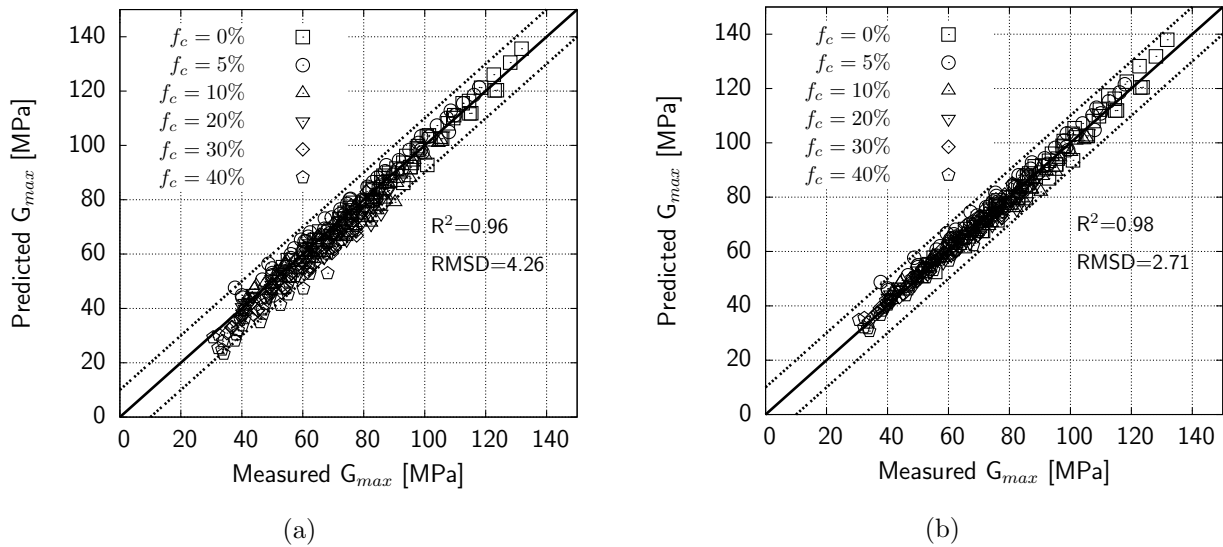 150
140
120
100
80
60
40
20
0
0 20 40 60 80 100 120 140
Predicted G_max [MPa]
Measured G_max [MPa]
f_c = 0%
f_c = 5%
f_c = 10%
f_c = 20%
f_c = 30%
f_c = 40%
R²=0.96
RMSD=4.26
(a)
140
120
100
80
60
40
20
0
0 20 40 60 80 100 120 140
Predicted G_max [MPa]
Measured G_max [MPa]
f_c = 0%
f_c = 5%
f_c = 10%
f_c = 20%
f_c = 30%
f_c = 40%
R²=0.98
RMSD=2.71
(b)